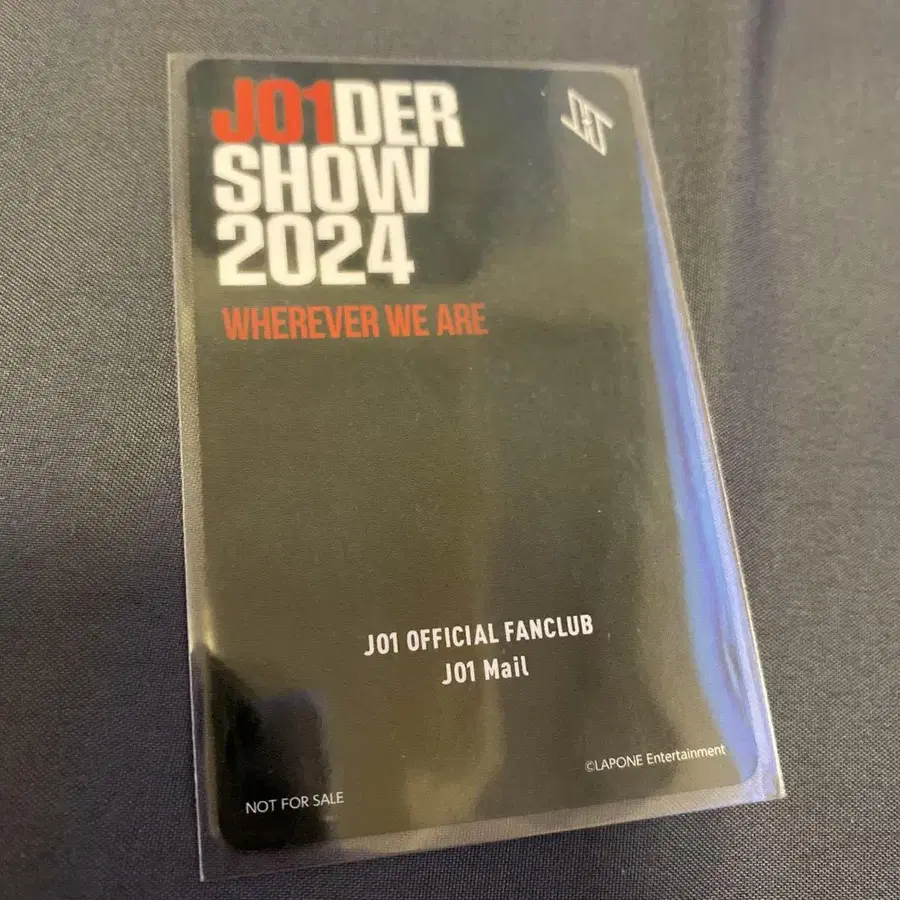 JO1DER
SHOW
2024
WHEREVER WE ARE
JO1 OFFICIAL FANCLUB
JO1 Mail
©LAPONE Entertainment
NOT FOR SALE